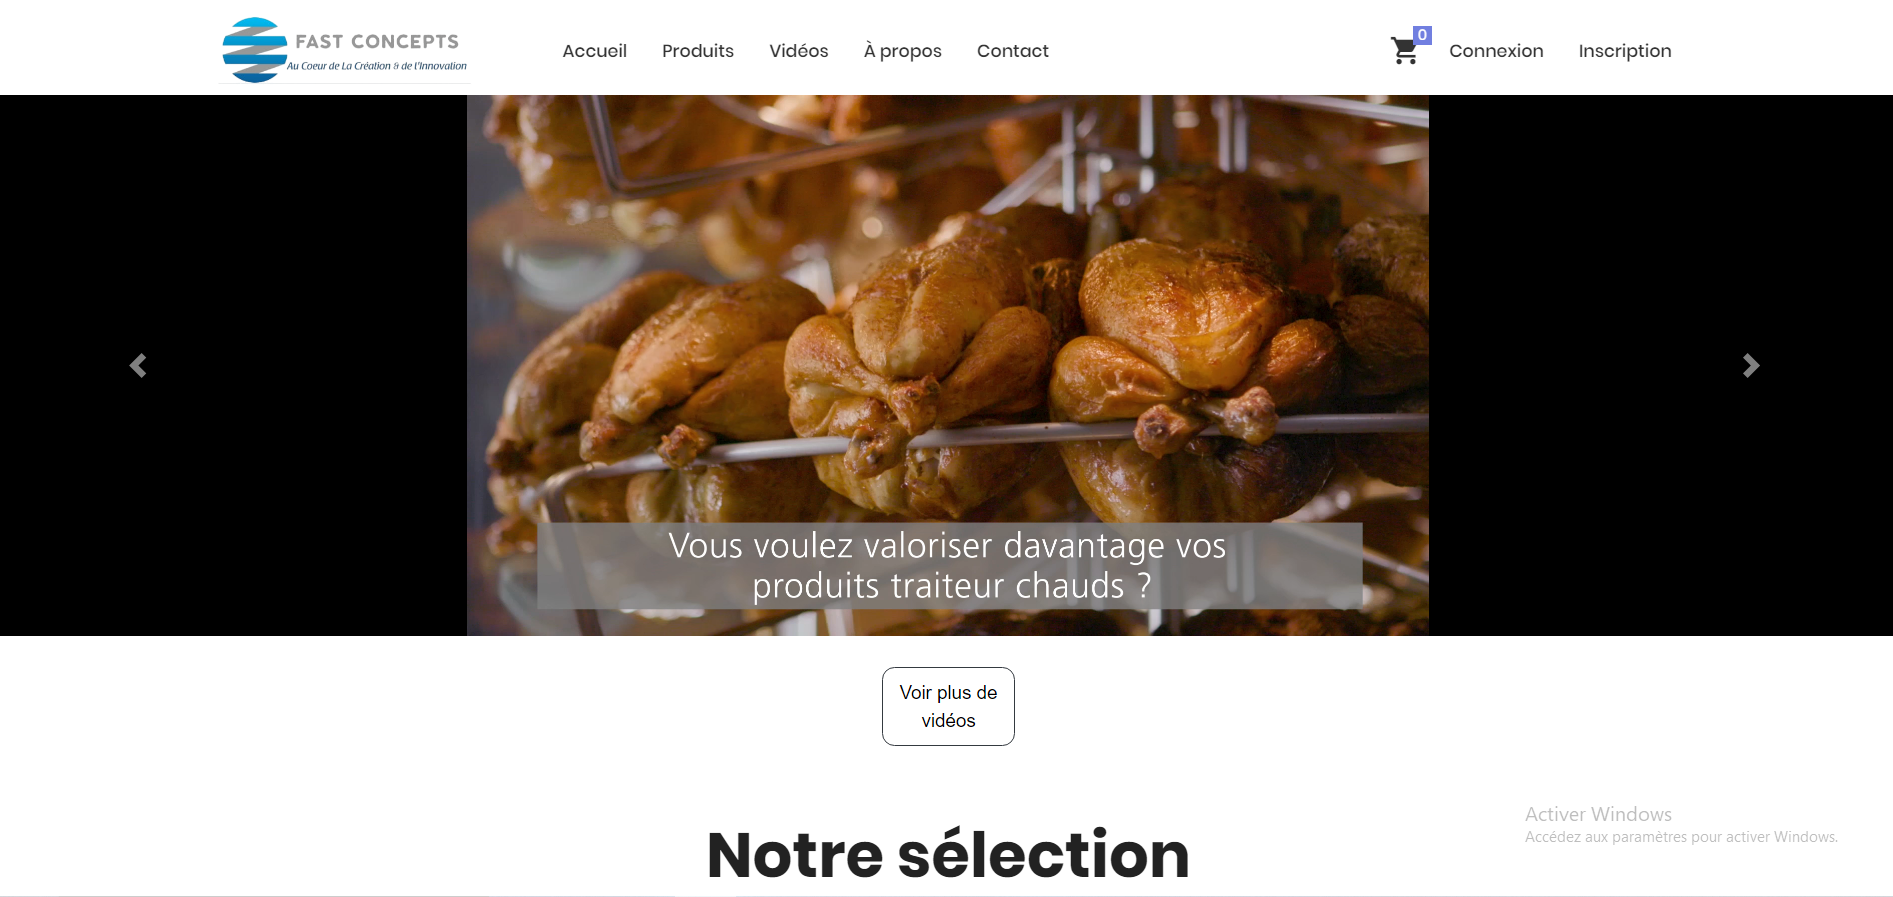 FAST CONCEPTS
Au Coeur de La Création & de l'Innovation
Accueil
Produits
Vidéos
À propos
Contact
0
Connexion
Inscription
Vous voulez valoriser davantage vos
produits traiteur chauds ?
Voir plus de
vidéos
Activer Windows
Accédez aux paramètres pour activer Windows.
Notre sélection